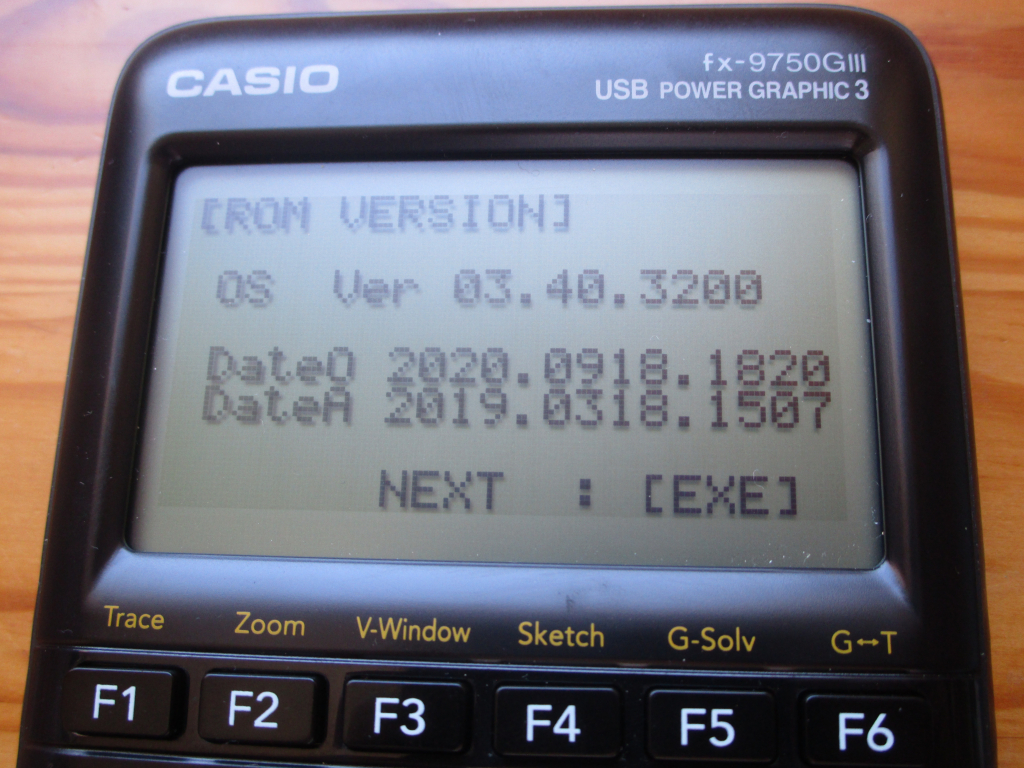 CASIO
fx-9750GIII
USB POWER GRAPHIC 3
[ROM VERSION]
OS Ver 03.40.3200
DateO 2020.0918.1820
DateA 2019.0318.1507
NEXT : [EXE]
Trace Zoom V-Window Sketch G-Solv G↔T
F1 F2 F3 F4 F5 F6